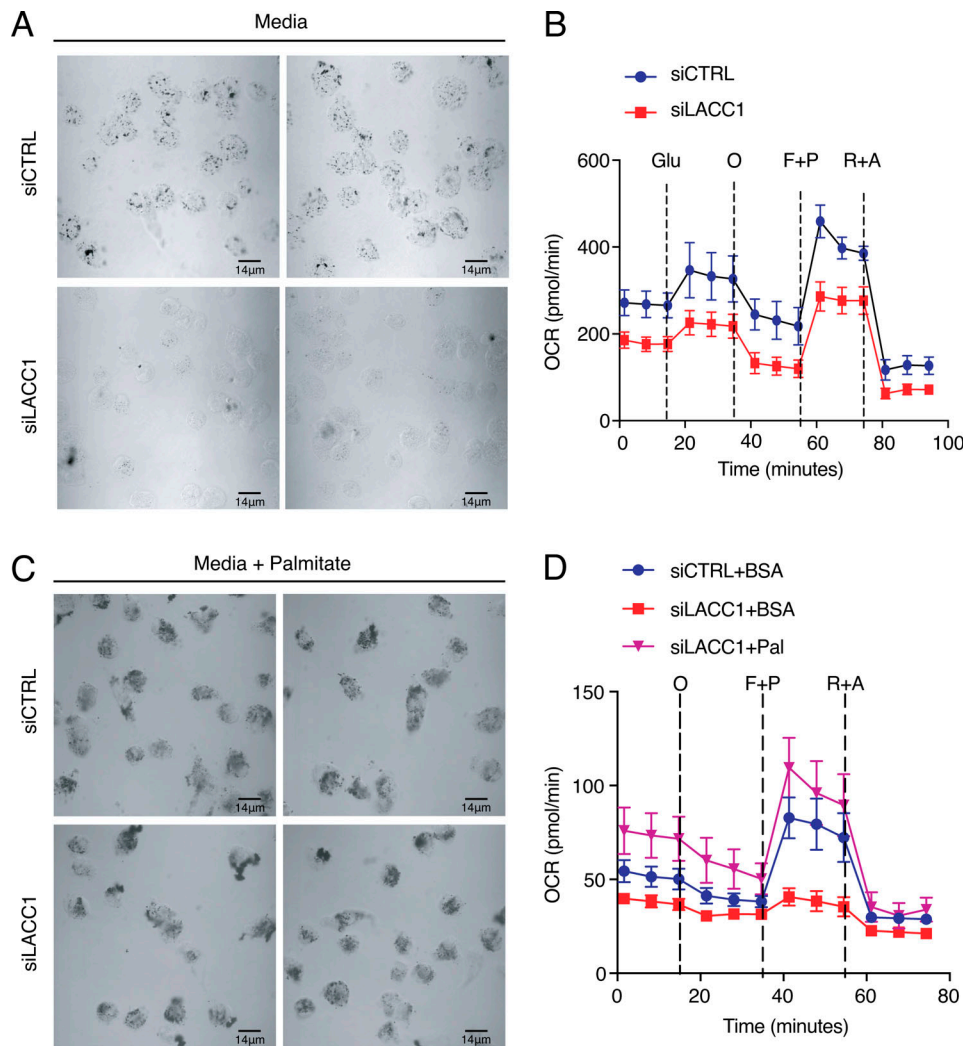 A
Media
siCTRL
14μm
14μm
siLACC1
14μm
14μm
B
siCTRL
siLACC1
Glu O F+P R+A
600
400
200
0
OCR (pmol/min)
0 20 40 60 80 100
Time (minutes)
C
Media + Palmitate
siCTRL
14μm
14μm
siLACC1
14μm
14μm
D
siCTRL+BSA
siLACC1+BSA
siLACC1+Pal
O F+P R+A
150
100
50
0
OCR (pmol/min)
0 20 40 60 80
Time (minutes)